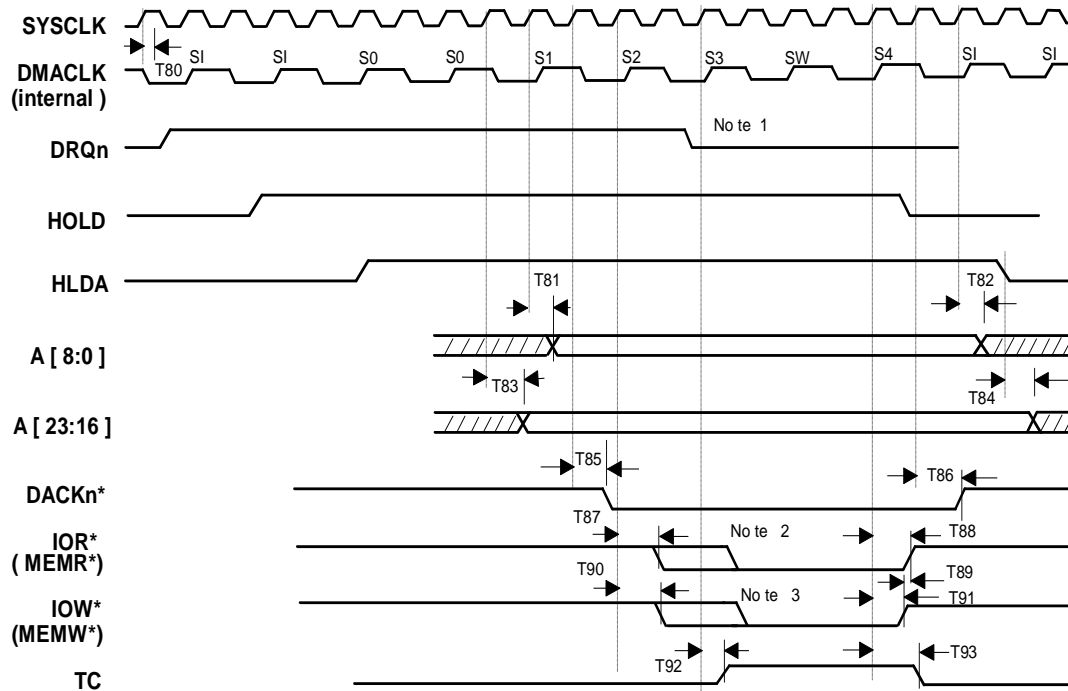 SYSCLK
T80
SI SI S0 S0 S1 S2 S3 SW S4 SI SI
DMACLK
(internal )
DRQn
No te 1
HOLD
HLDA
T81
T82
A [ 8:0 ]
T83
T84
A [ 23:16 ]
T85
T86
DACKn*
T87
No te 2
T88
IOR*
( MEMR*)
T89
T90
No te 3
T91
IOW*
(MEMW*)
T92
T93
TC